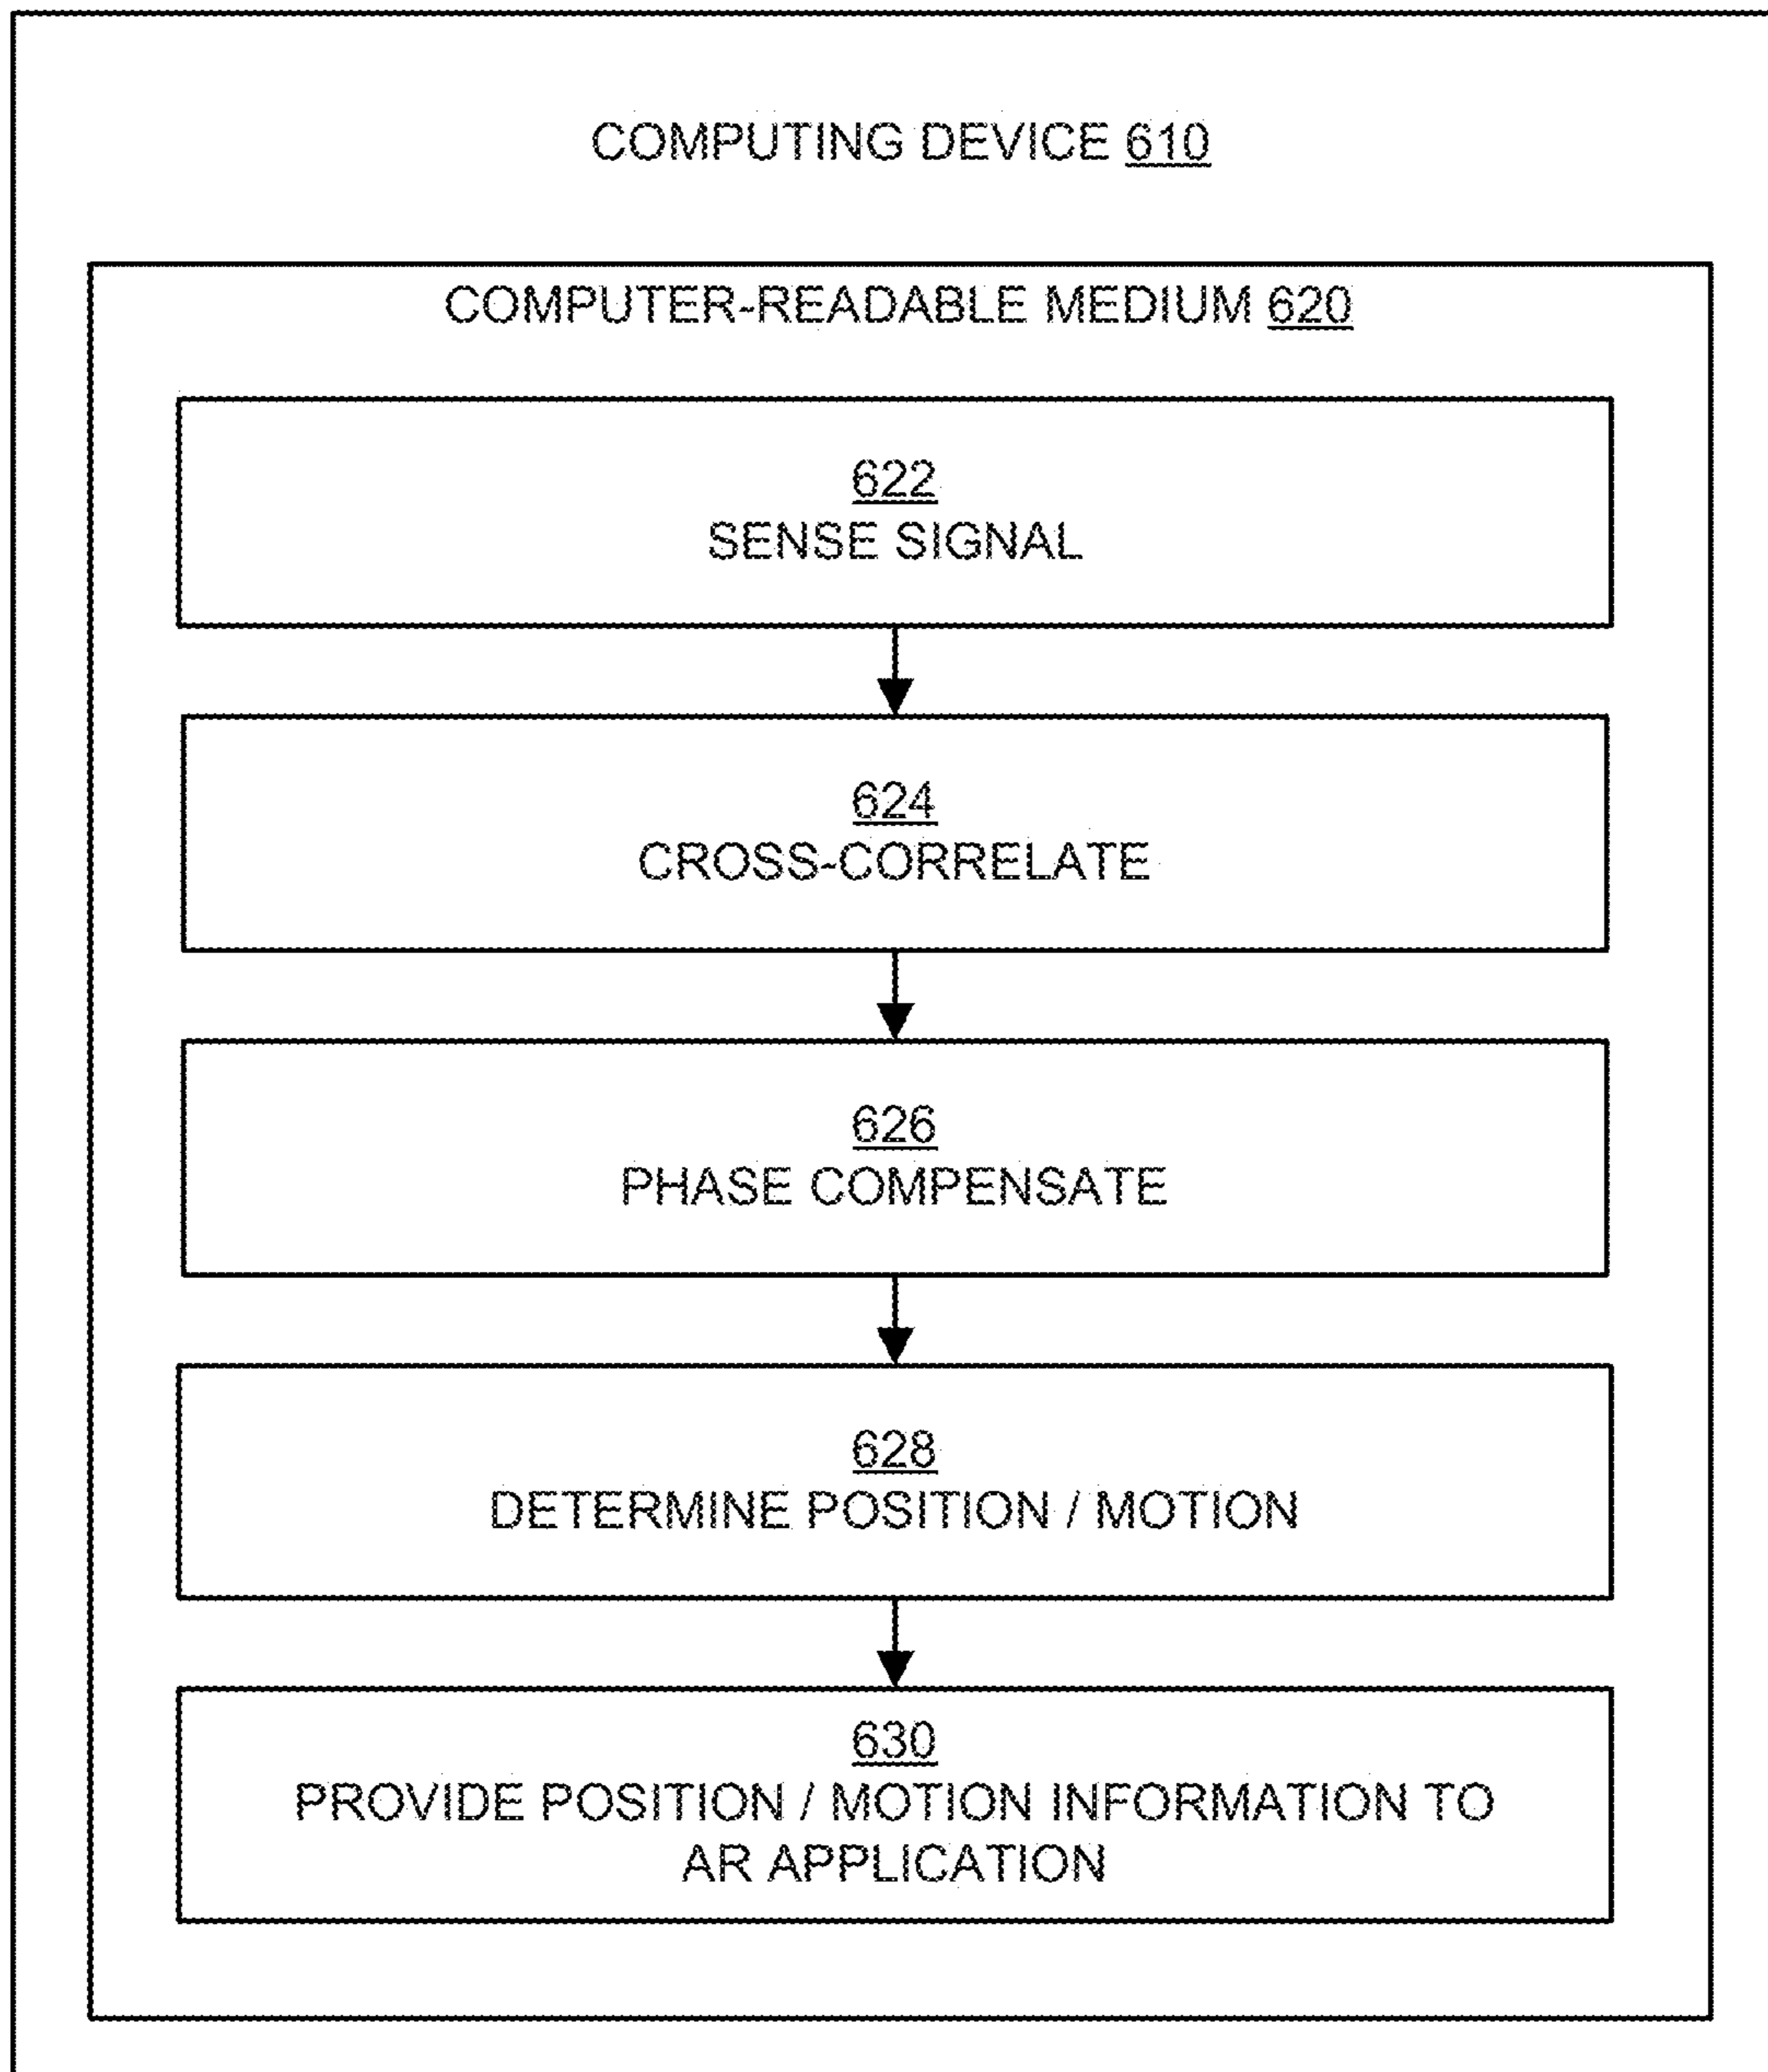 COMPUTING DEVICE 610
COMPUTER-READABLE MEDIUM 620
622
SENSE SIGNAL
624
CROSS-CORRELATE
626
PHASE COMPENSATE
628
DETERMINE POSITION / MOTION
630
PROVIDE POSITION / MOTION INFORMATION TO
AR APPLICATION